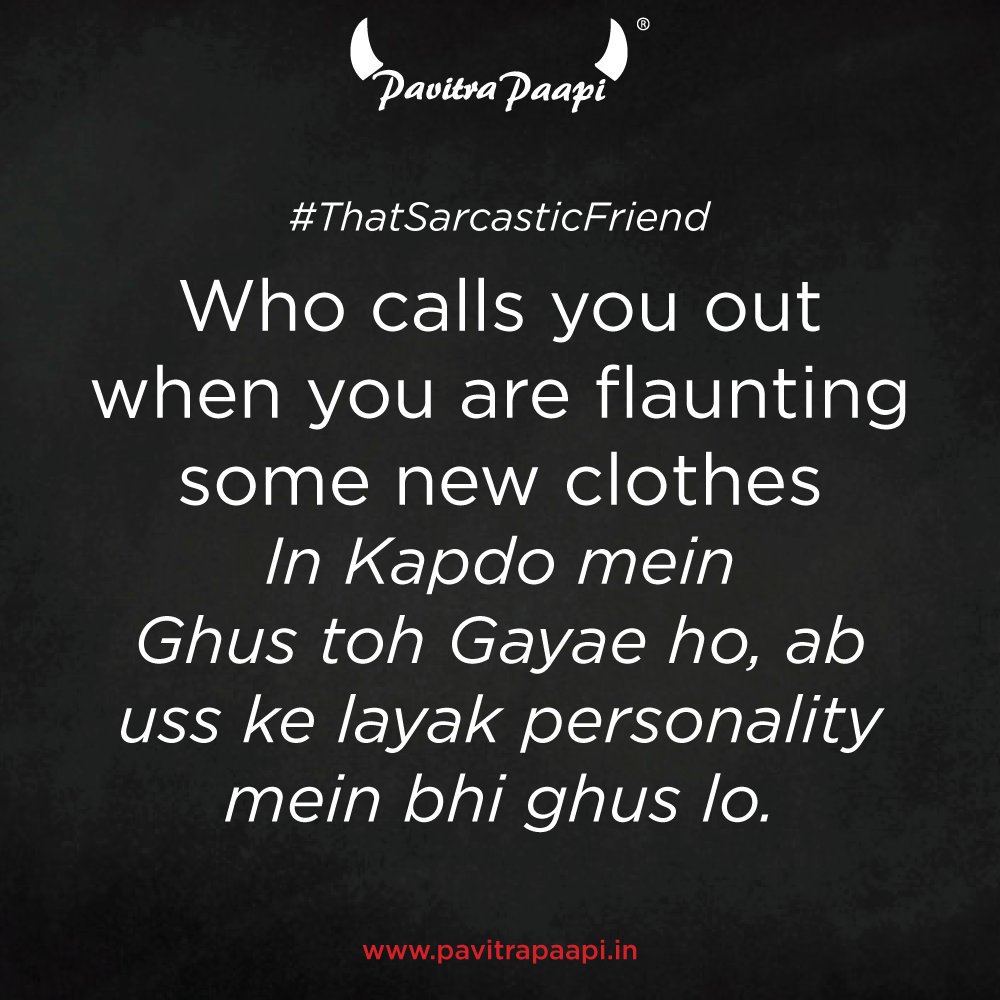 PavitraPaapi®
#ThatSarcasticFriend
Who calls you out
when you are flaunting
some new clothes
In Kapdo mein
Ghus toh Gayae ho, ab
uss ke layak personality
mein bhi ghus lo.
www.pavitrapaapi.in